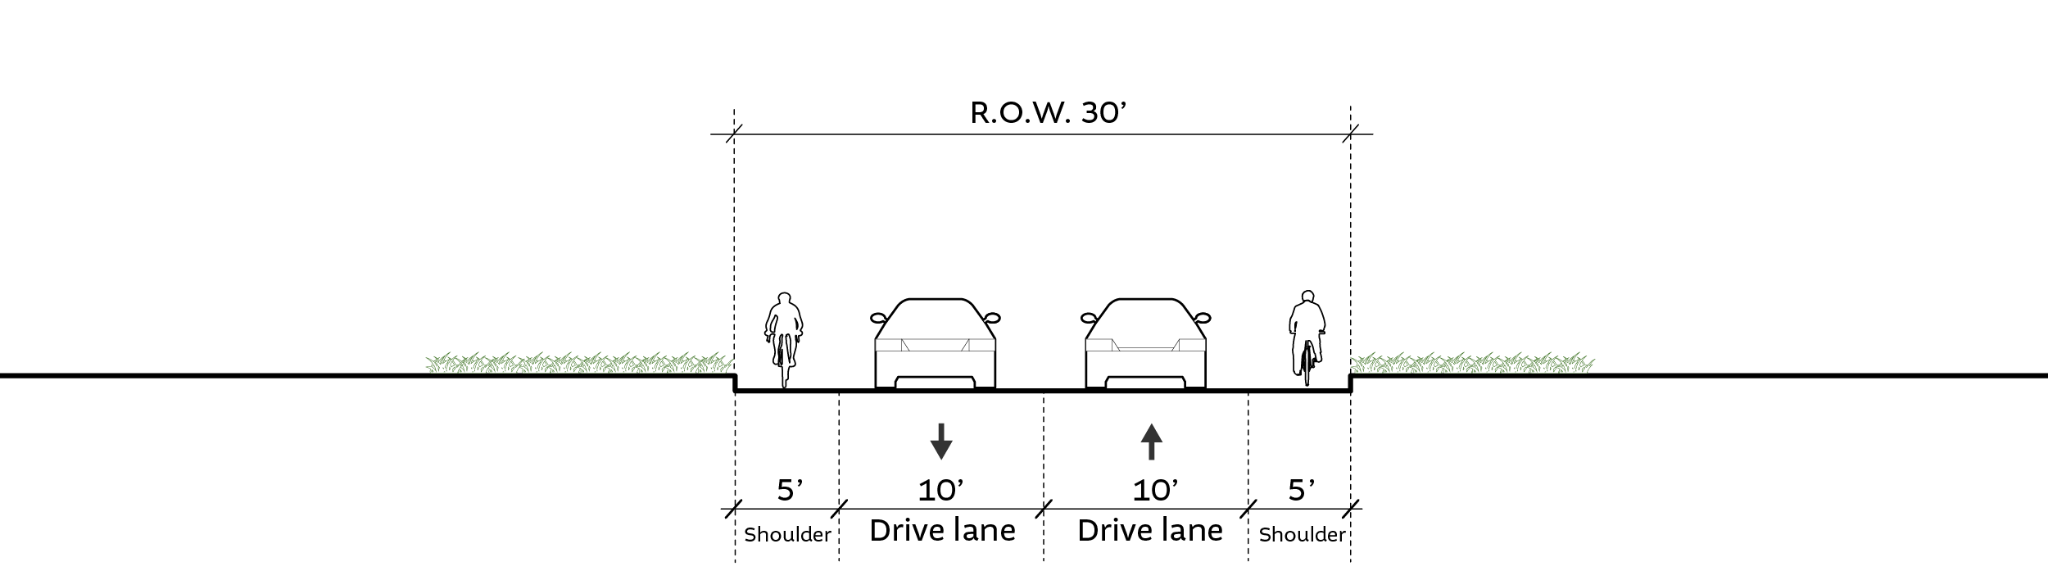 R.O.W. 30’
5’ 10’ 10’ 5’
Shoulder Drive lane Drive lane Shoulder